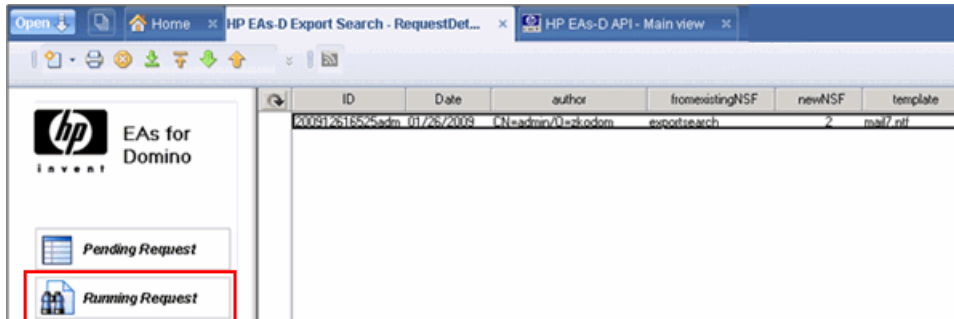 Open Home HP EAs-D Export Search - RequestDet... HP EAs-D API - Main view
ID Date author fromexistingNSF newNSF template
200912616525adm 01/26/2009 CN=admin/O=zkodom exportsearch 2 mail7.ntf
hp
invent
EAs for
Domino
Pending Request
Running Request